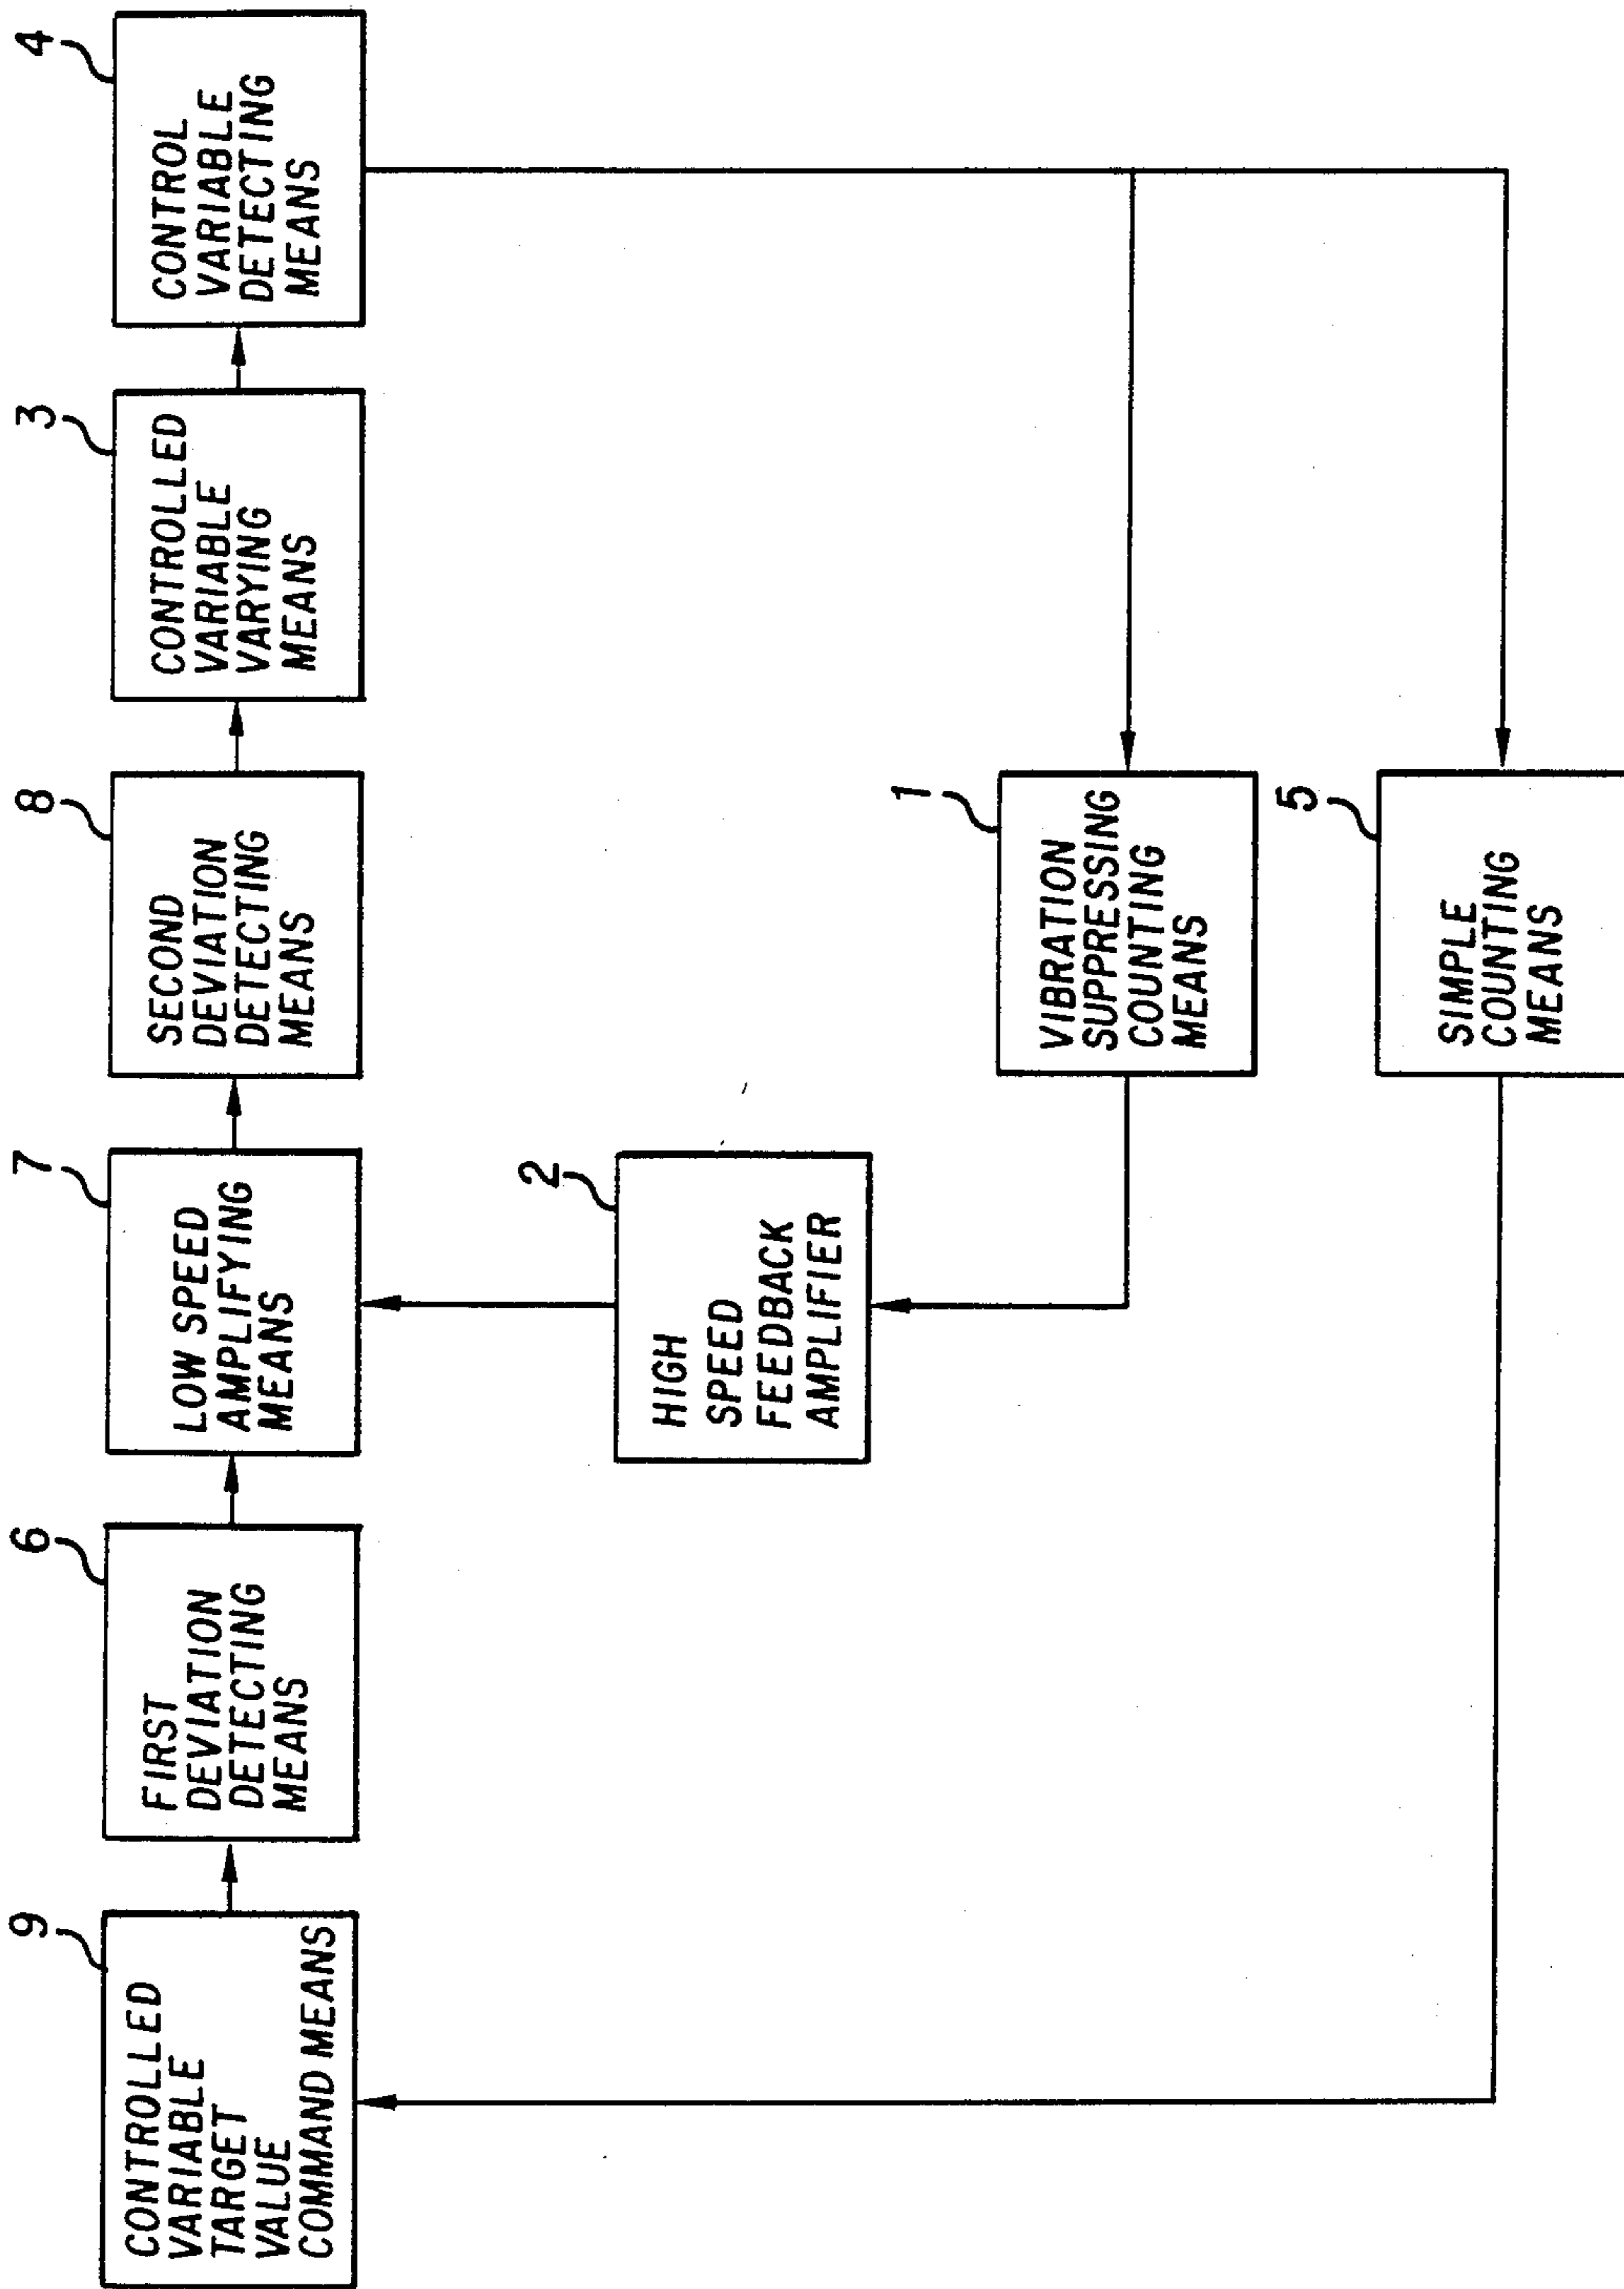 9
CONTROLLED
VARIABLE
TARGET
VALUE
COMMAND MEANS
6
FIRST
DEVIATION
DETECTING
MEANS
7
LOW SPEED
AMPLIFYING
MEANS
8
SECOND
DEVIATION
DETECTING
MEANS
3
CONTROLLED
VARIABLE
VARYING
MEANS
4
CONTROL
VARIABLE
DETECTING
MEANS
2
HIGH
SPEED
FEEDBACK
AMPLIFIER
1
VIBRATION
SUPPRESSING
COUNTING
MEANS
5
SIMPLE
COUNTING
MEANS